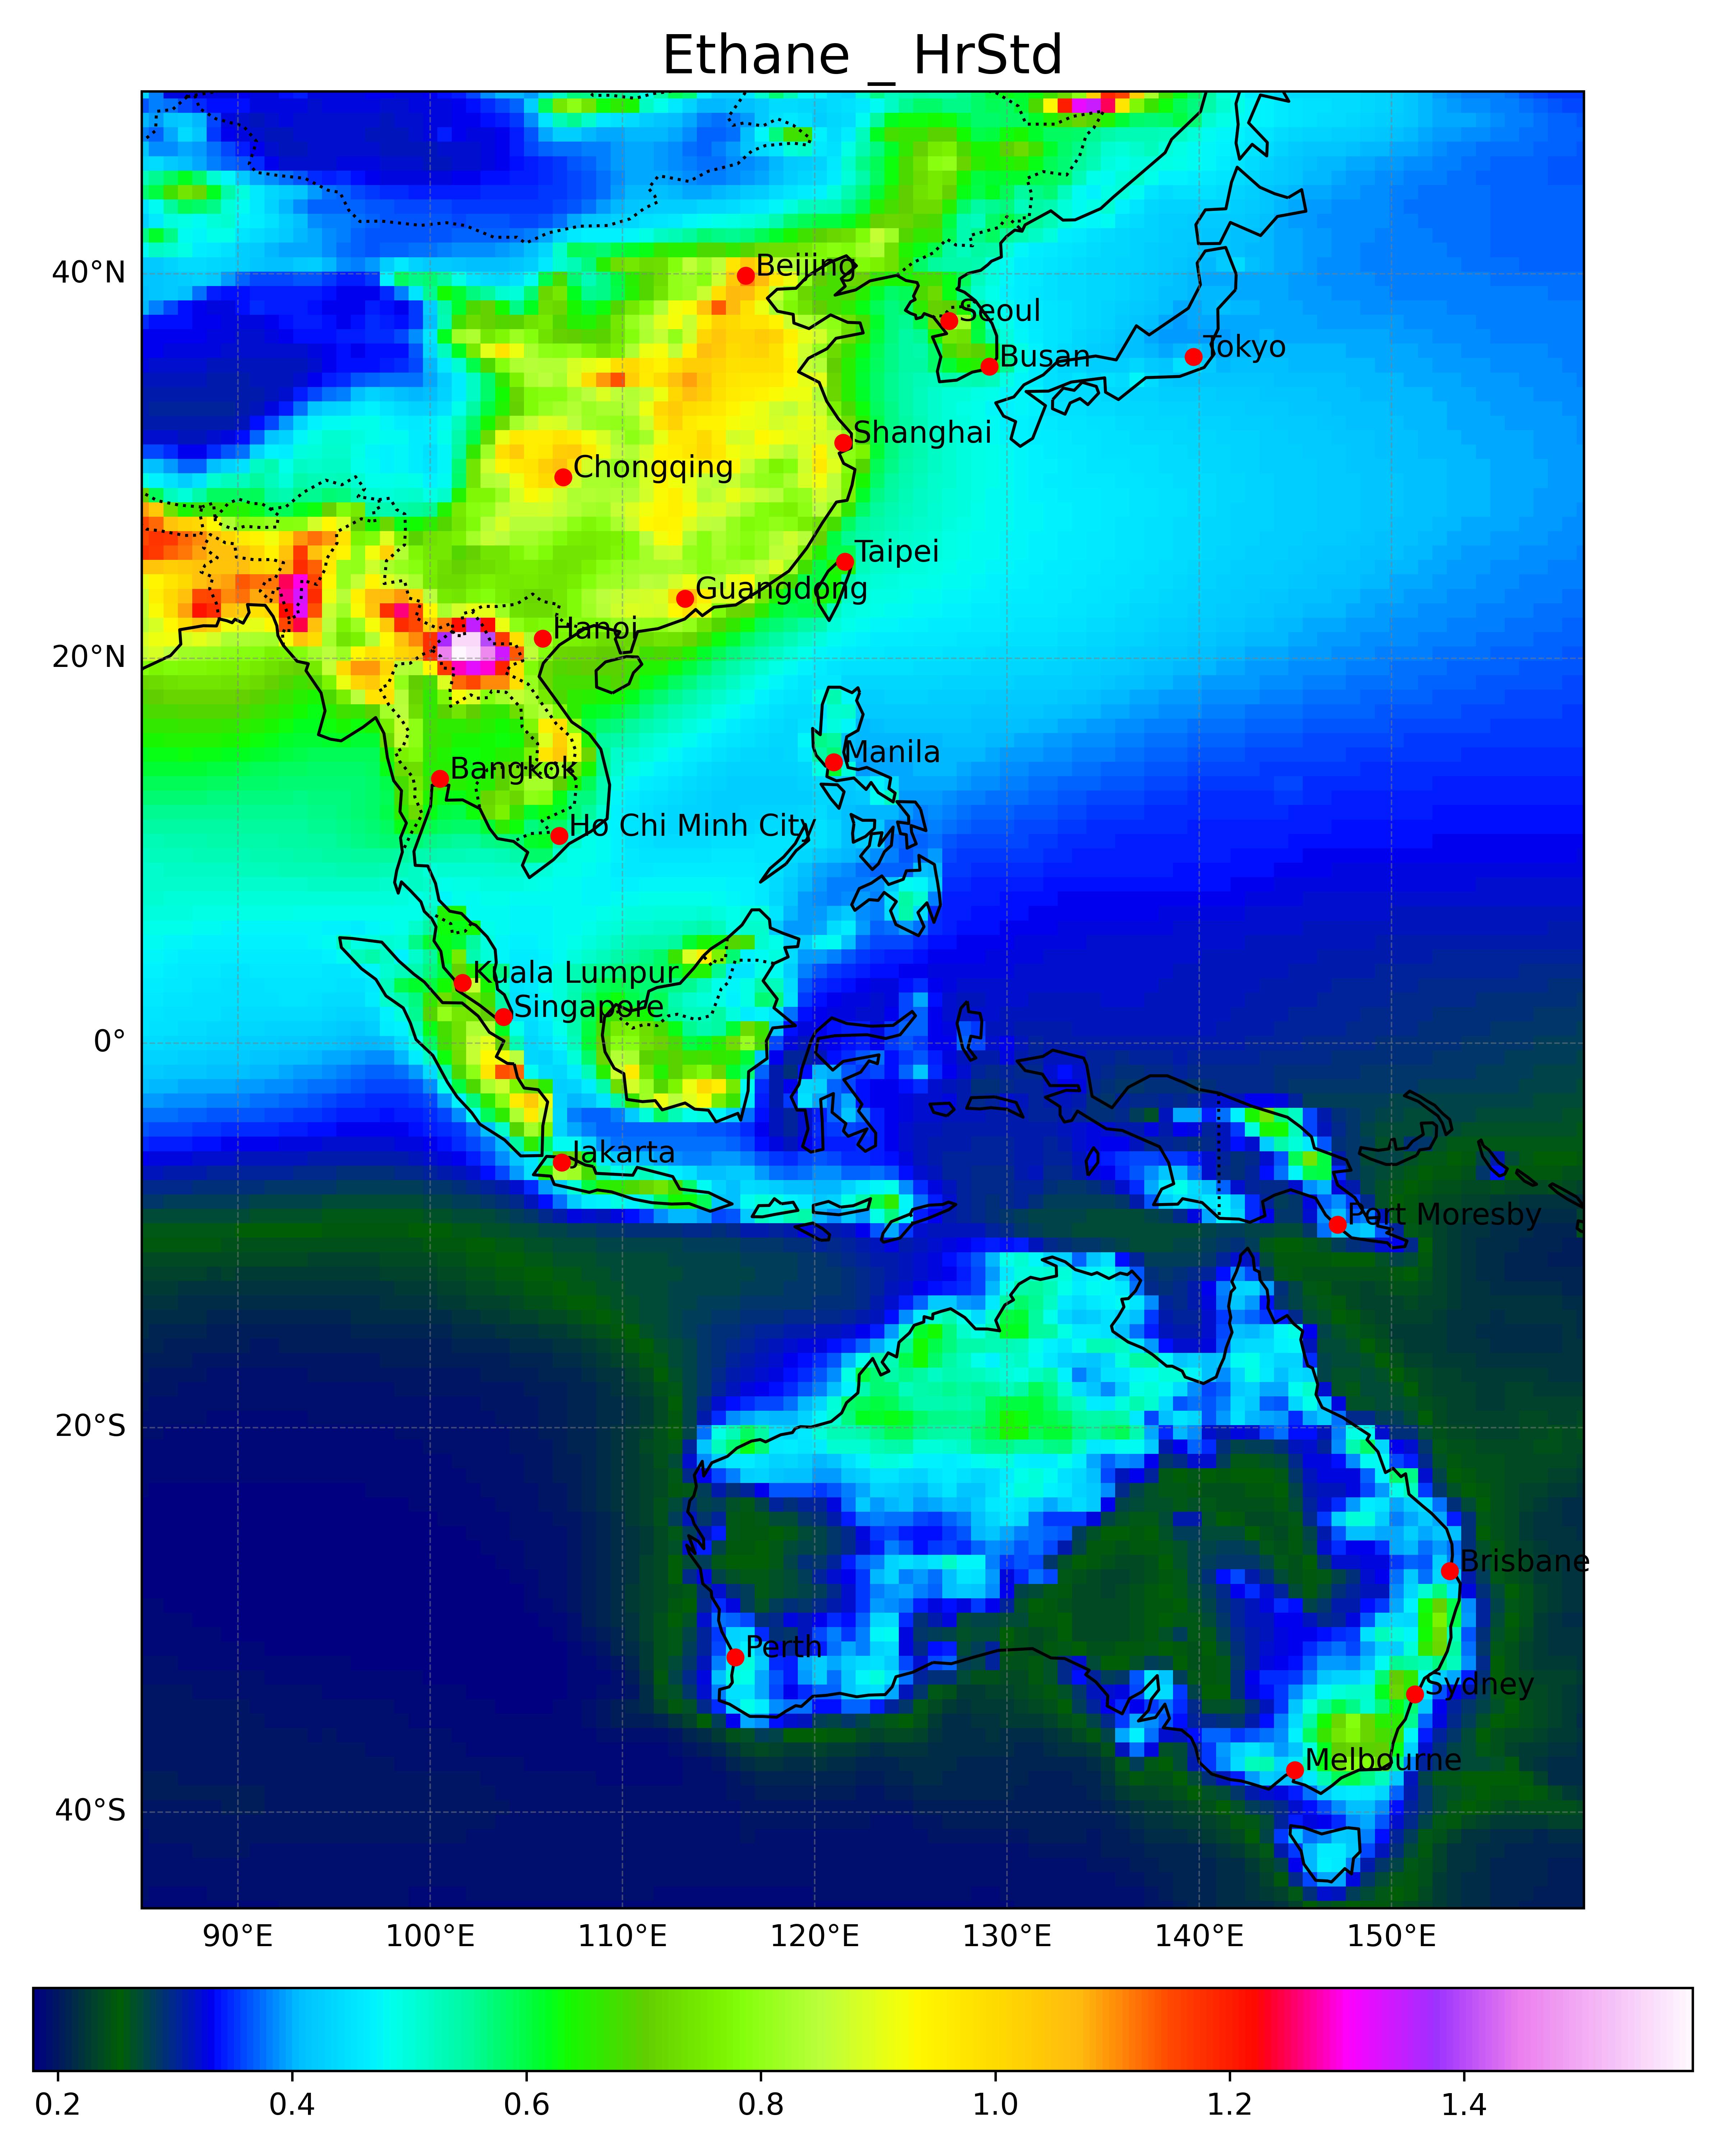 Ethane _ HrStd
40°N
20°N
0°
20°S
40°S
Beijing
Seoul
Busan
Tokyo
Shanghai
Chongqing
Taipei
Guangdong
Hanoi
Manila
Bangkok
Ho Chi Minh City
Kuala Lumpur
Singapore
Jakarta
Port Moresby
Brisbane
Perth
Sydney
Melbourne
90°E 100°E 110°E 120°E 130°E 140°E 150°E
0.2 0.4 0.6 0.8 1.0 1.2 1.4